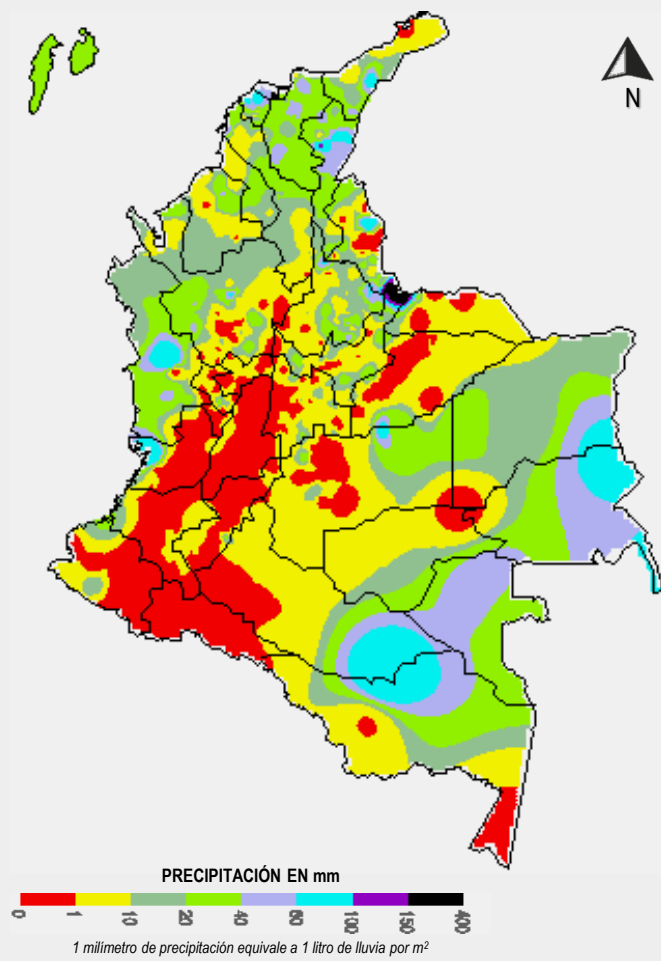 N
PRECIPITACIÓN EN mm
0 1 10 20 40 60 100 150 400
1 milímetro de precipitación equivale a 1 litro de lluvia por m²